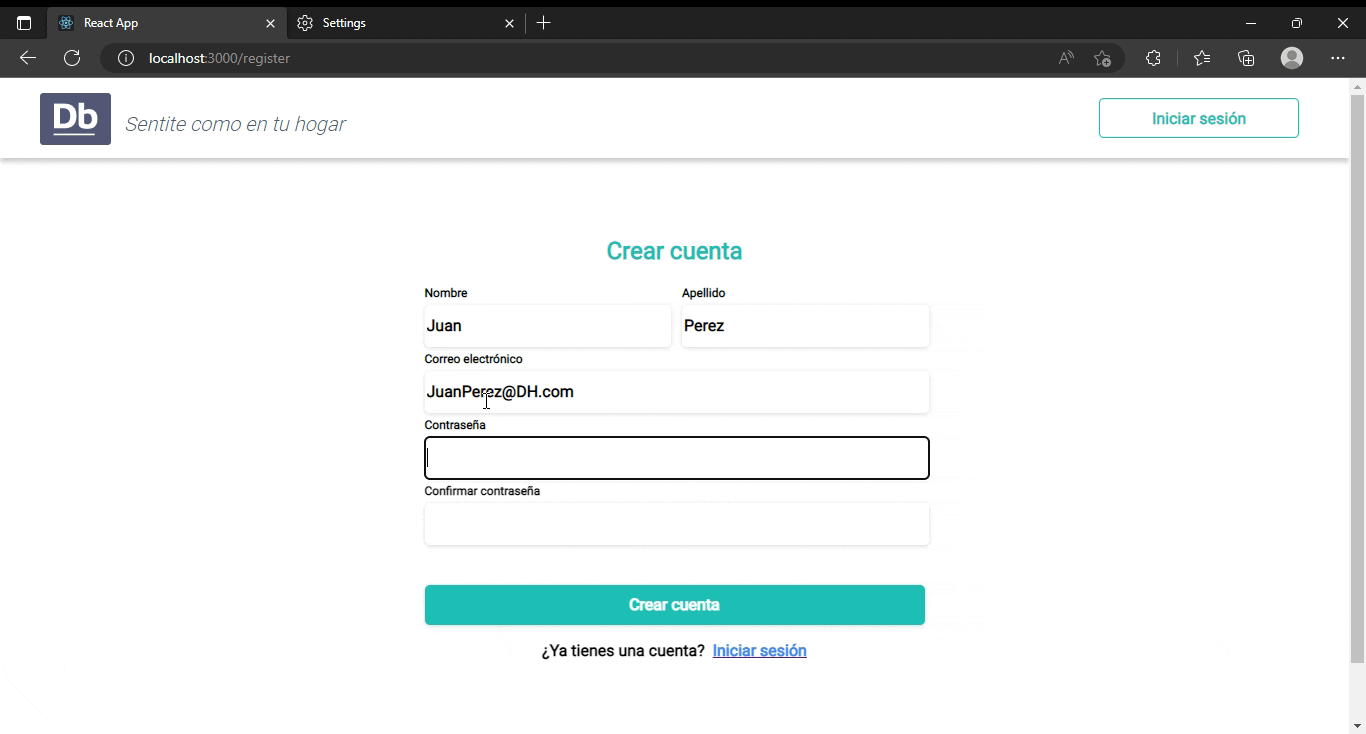 React App
Settings
localhost:3000/register
Db
Sentite como en tu hogar
Iniciar sesión
Crear cuenta
Nombre
Apellido
Juan
Perez
Correo electrónico
JuanPerez@DH.com
Contraseña
Confirmar contraseña
Crear cuenta
¿Ya tienes una cuenta? Iniciar sesión